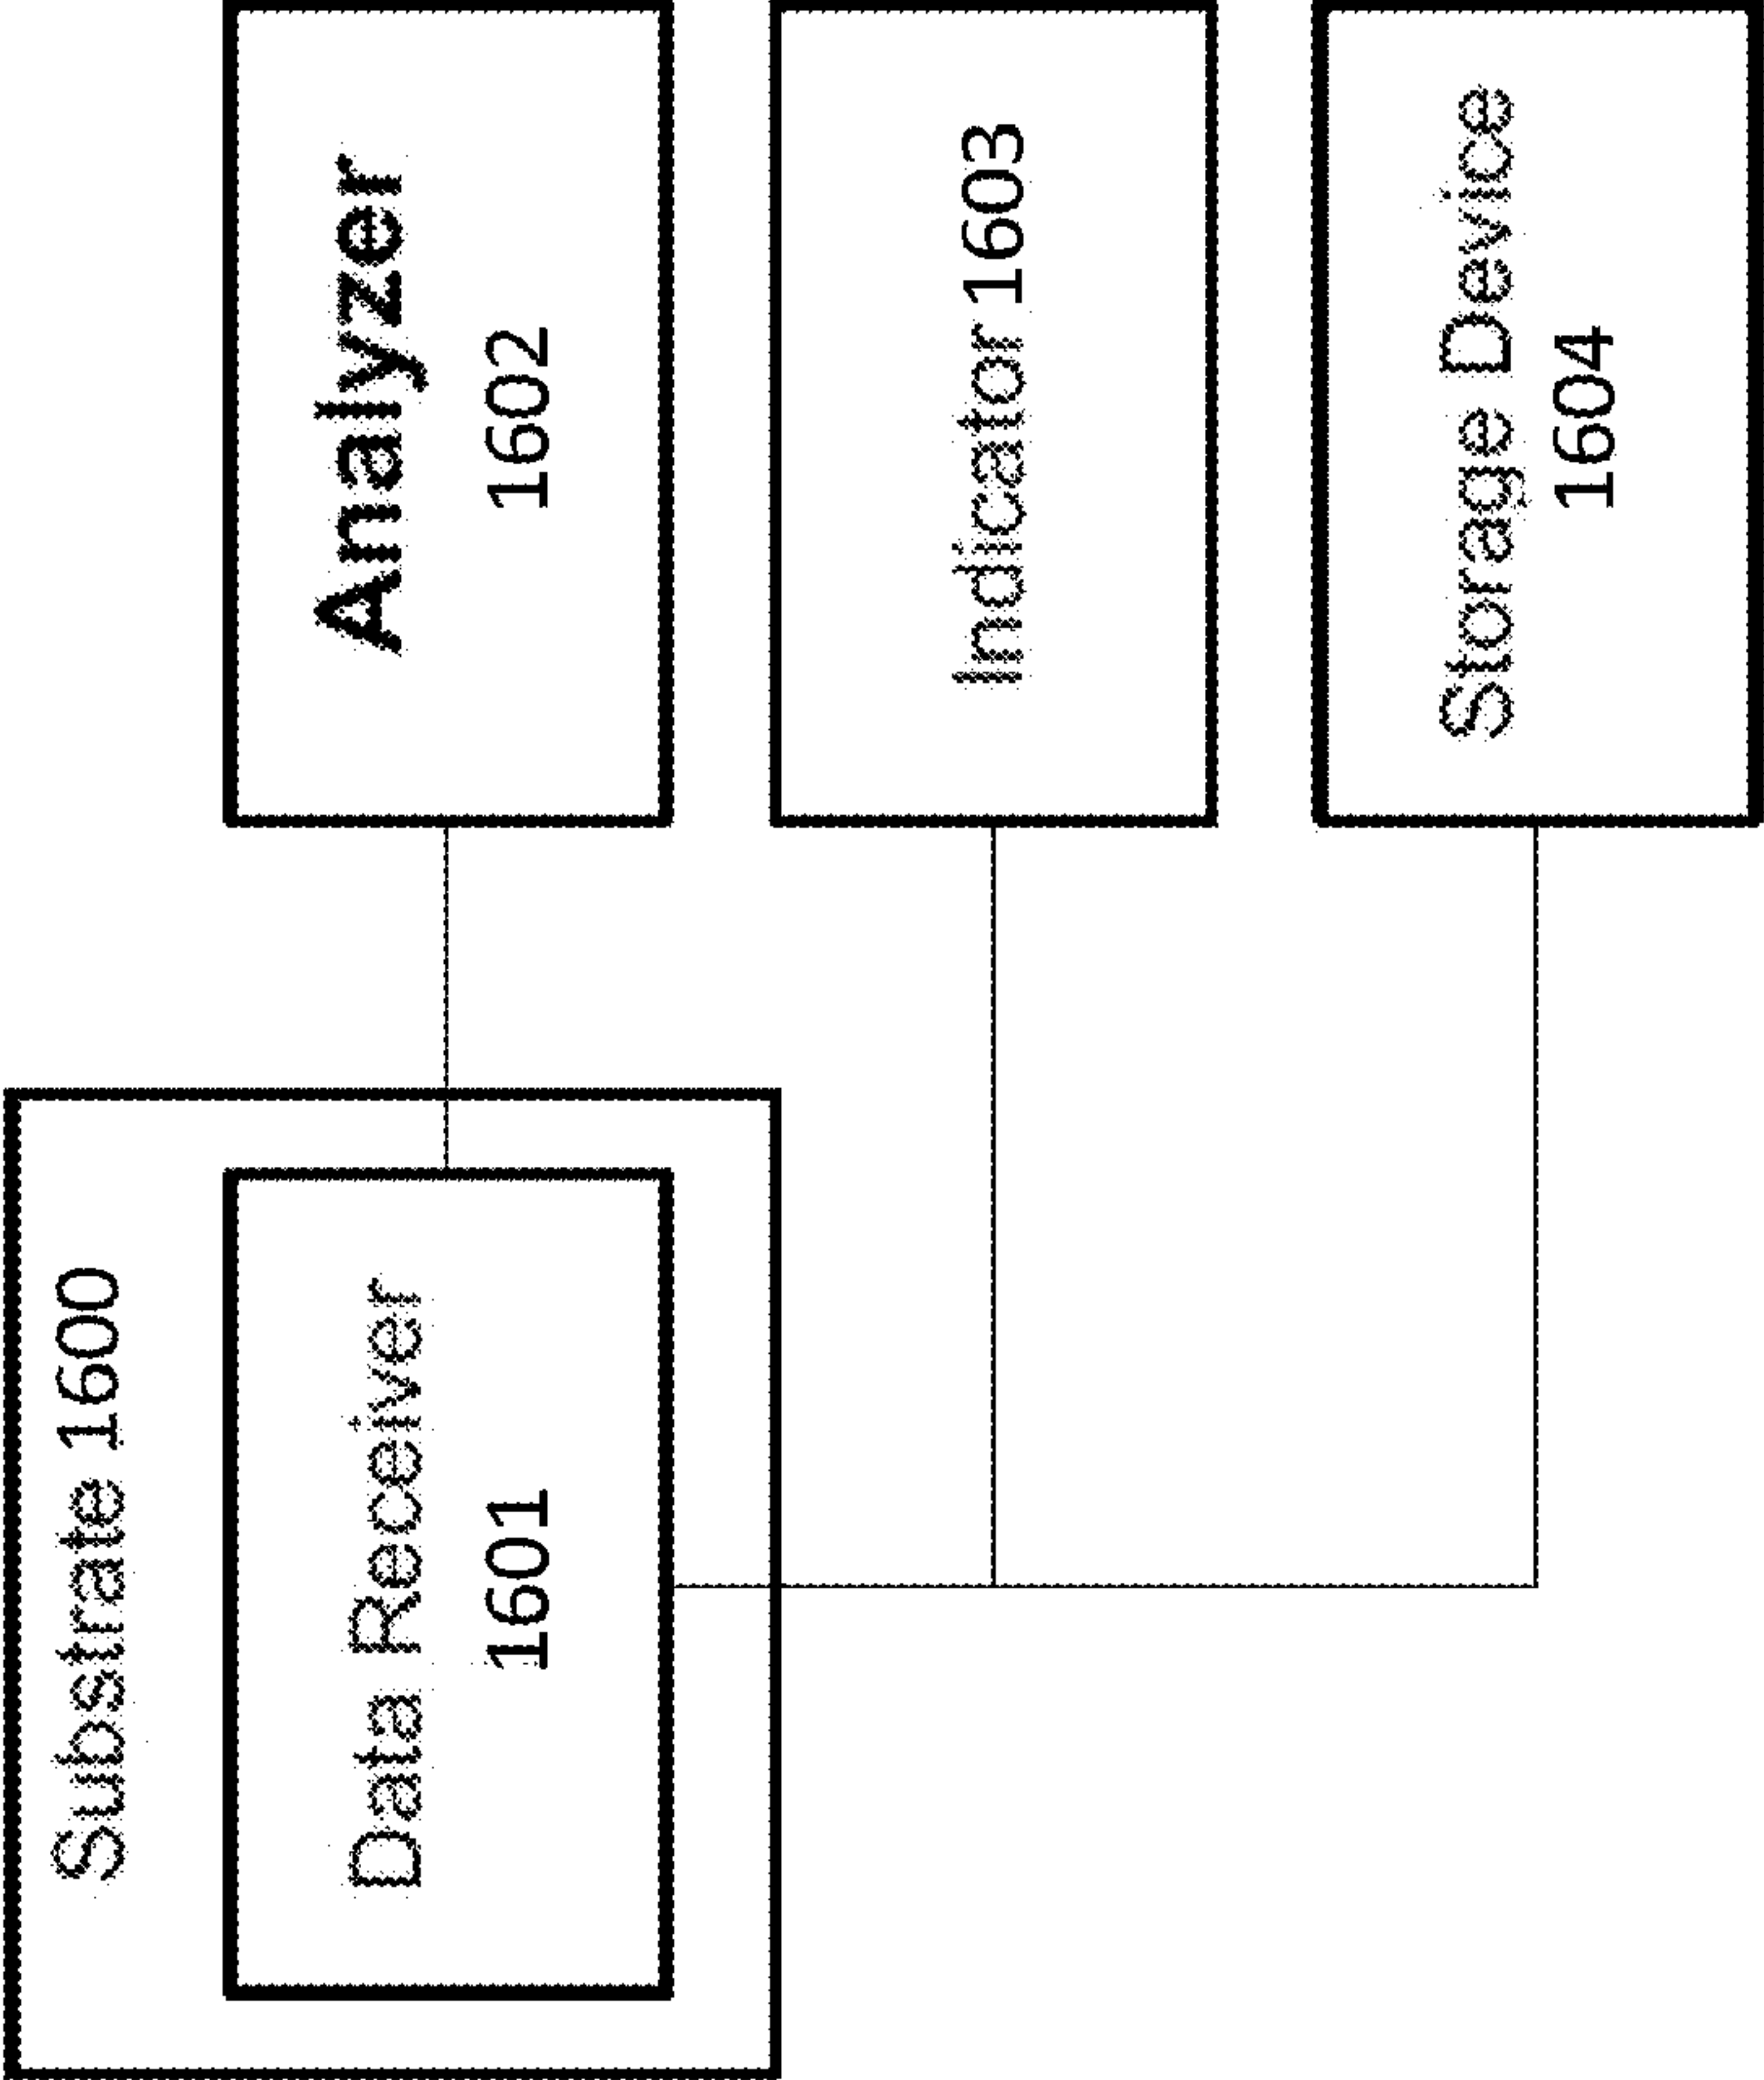 Substrate 1600
Data Receiver
1601
Analyzer
1602
Indicator 1603
Storage Device
1604